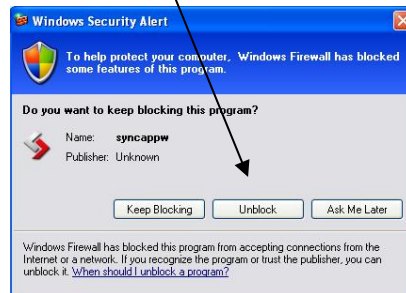 Windows Security Alert
To help protect your computer, Windows Firewall has blocked
some features of this program.
Do you want to keep blocking this program?
Name: syncappw
Publisher: Unknown
Keep Blocking Unblock Ask Me Later
Windows Firewall has blocked this program from accepting connections from the
Internet or a network. If you recognize the program or trust the publisher, you can
unblock it. When should I unblock a program?